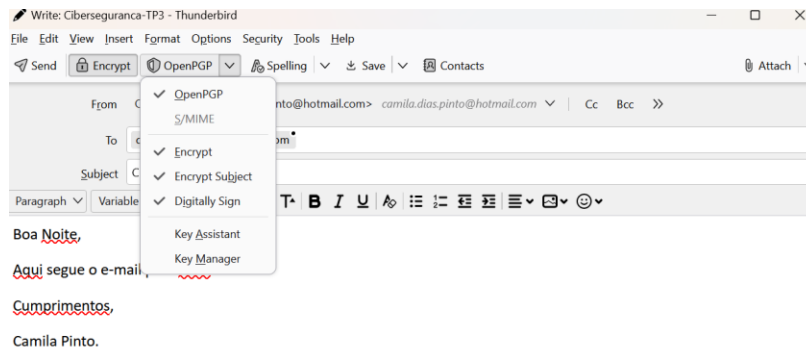 Write: Ciberseguranca-TP3 - Thunderbird
File Edit View Insert Format Options Security Tools Help
Send Encrypt OpenPGP Spelling Save Contacts Attach
From nto@hotmail.com> camila.dias.pinto@hotmail.com Cc Bcc
To
Subject C
Paragraph Variable B I U
OpenPGP
S/MIME
Encrypt
Encrypt Subject
Digitally Sign
Key Assistant
Key Manager
Boa Noite,
Aqui segue o e-mail
Cumprimentos,
Camila Pinto.